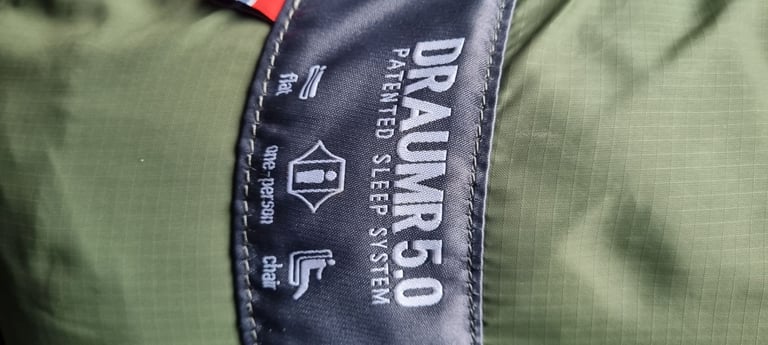 DRAUMR 5.0
PATENTED SLEEP SYSTEM
flat
one-person
chair